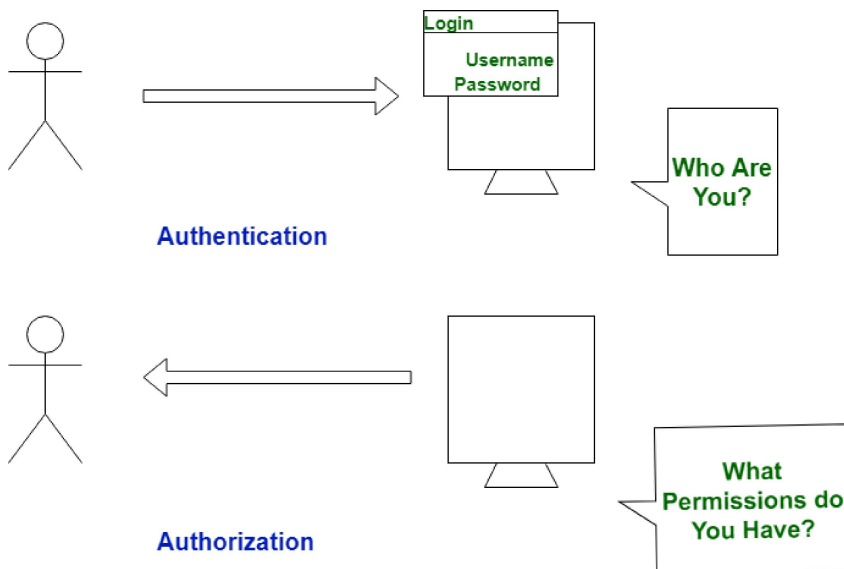 Login
Username
Password
Who Are
You?
Authentication
What
Permissions do
You Have?
Authorization